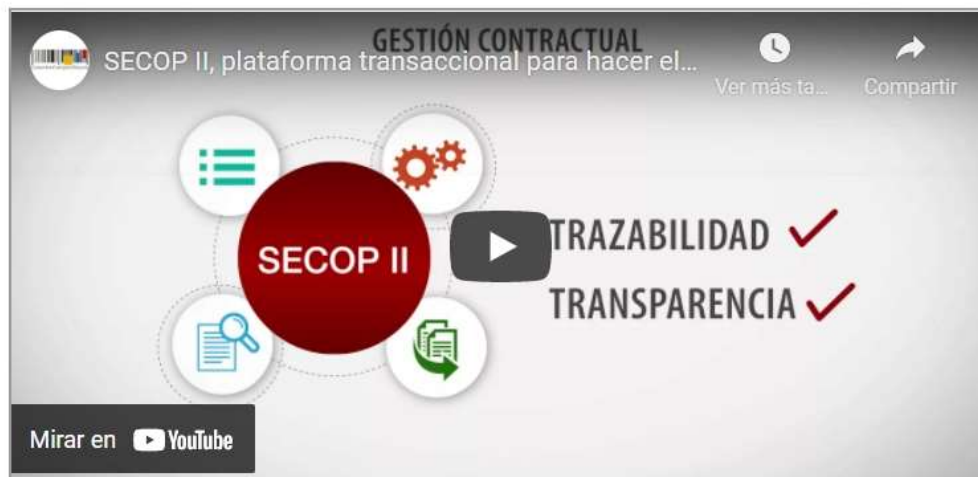 GESTIÓN CONTRACTUAL
SECOP II, plataforma transaccional para hacer el...
Ver más ta...
Compartir
SECOP II
TRAZABILIDAD
TRANSPARENCIA
Mirar en YouTube